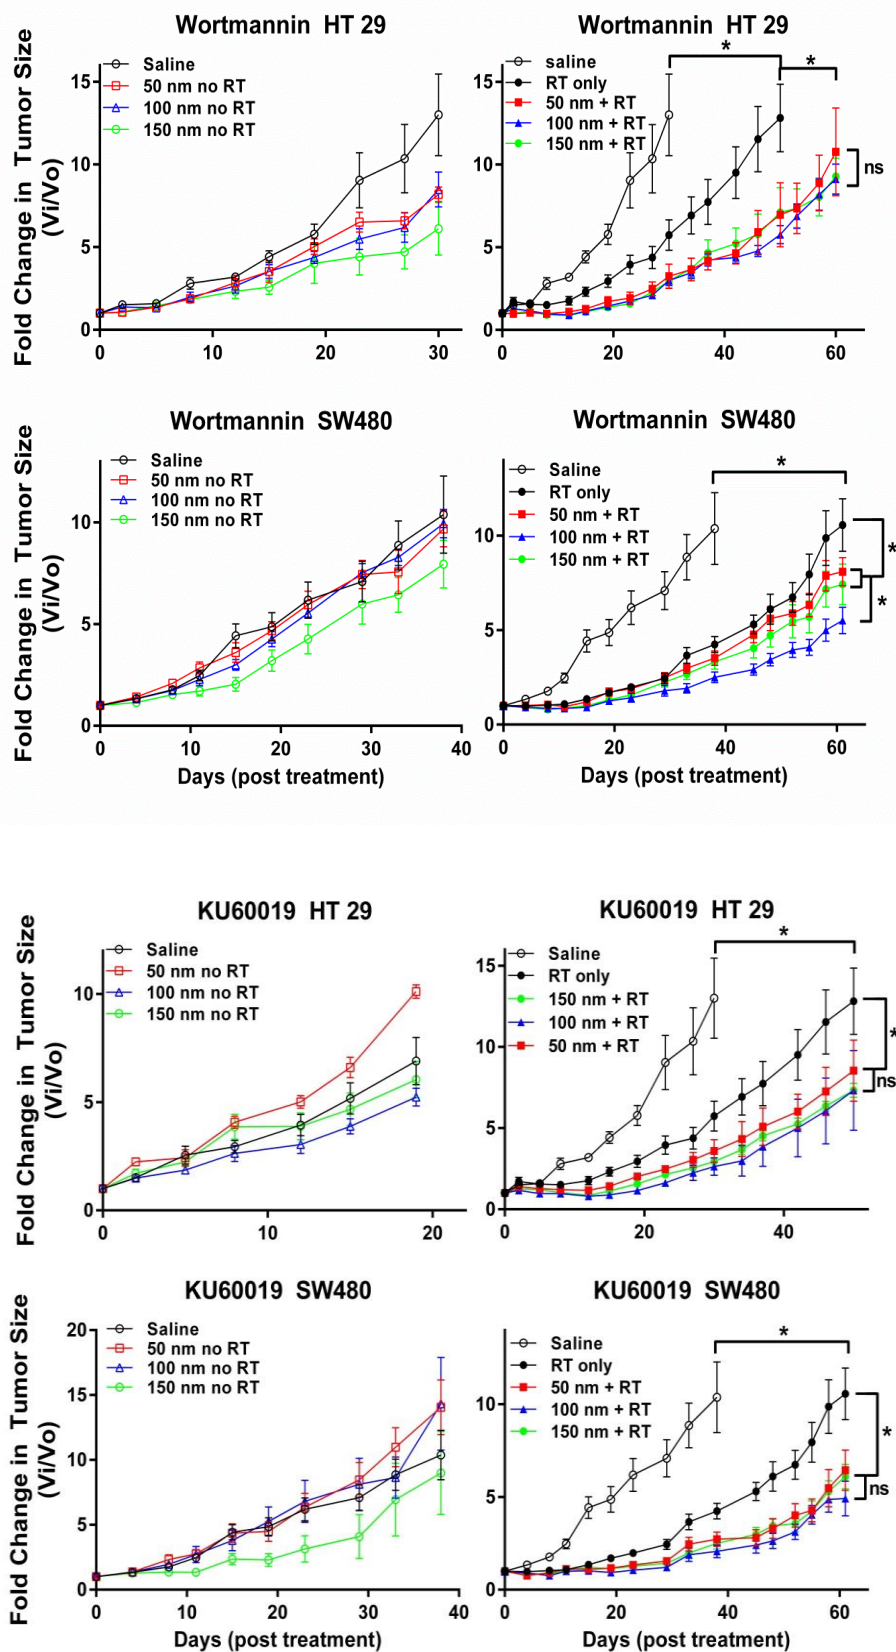 Wortmannin HT 29
Fold Change in Tumor Size
(Vi/Vo)
Saline
50 nm no RT
100 nm no RT
150 nm no RT
15
10
5
0
0 10 20 30
Wortmannin HT 29
saline
RT only
50 nm + RT
100 nm + RT
150 nm + RT
*
*
ns
15
10
5
0
0 20 40 60
Wortmannin SW480
Fold Change in Tumor Size
(Vi/Vo)
Saline
50 nm no RT
100 nm no RT
150 nm no RT
10
5
0
0 10 20 30 40
Days (post treatment)
Wortmannin SW480
Saline
RT only
50 nm + RT
100 nm + RT
150 nm + RT
*
*
*
10
5
0
0 20 40 60
Days (post treatment)
KU60019 HT 29
Fold Change in Tumor Size
(Vi/Vo)
Saline
50 nm no RT
100 nm no RT
150 nm no RT
10
5
0
0 10 20
KU60019 HT 29
Saline
RT only
150 nm + RT
100 nm + RT
50 nm + RT
*
*
ns
15
10
5
0
0 20 40
KU60019 SW480
Fold Change in Tumor Size
(Vi/Vo)
Saline
50 nm no RT
100 nm no RT
150 nm no RT
20
15
10
5
0
0 10 20 30 40
Days (post treatment)
KU60019 SW480
Saline
RT only
50 nm + RT
100 nm + RT
150 nm + RT
*
*
ns
10
5
0
0 20 40 60
Days (post treatment)